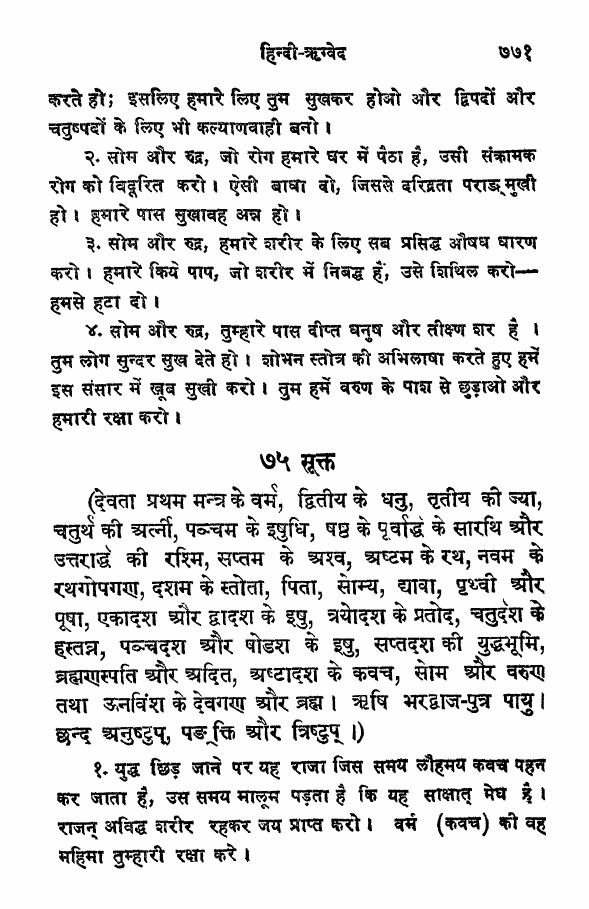 हिन्दी-ऋग्वेद ७७१
करते हो; इसलिए हमारे लिए तुम सुखकर होओ और द्विपदों और
चतुष्पदों के लिए भी कल्याणवाही बनो।
२. सोम और रुद्र, जो रोग हमारे घर में पैठा है, उसी संक्रामक
रोग को विदूरित करो। ऐसी बाधा दो, जिससे दरिद्रता पराङ्मुखी
हो। हमारे पास सुखावह अन्न हो।
३. सोम और रुद्र, हमारे शरीर के लिए सब प्रसिद्ध औषध धारण
करो। हमारे किये पाप, जो शरीर में निबद्ध हैं, उसे शिथिल करो—
हमसे हटा दो।
४. सोम और रुद्र, तुम्हारे पास दीप्त धनुष और तीक्ष्ण शर है।
तुम लोग सुन्दर सुख देते हो। शोभन स्तोत्र की अभिलाषा करते हुए हमें
इस संसार में खूब सुखी करो। तुम हमें वरुण के पाश से छुड़ाओ और
हमारी रक्षा करो।
७५ सूक्त
(देवता प्रथम मन्त्र के वर्म, द्वितीय के धनु, तृतीय की ज्या,
चतुर्थ की अर्त्नी, पञ्चम के इषुधि, षष्ठ के पूर्वार्द्ध के सारथि और
उत्तरार्द्ध की रश्मि, सप्तम के अश्व, अष्टम के रथ, नवम के
रथगोपगण, दशम के स्तोता, पिता, सोम्य, द्यावा, पृथ्वी और
पूषा, एकादश और द्वादश के इषु, त्रयोदश के प्रतोद, चतुर्दश के
हस्तन्न, पञ्चदश और षोडश के इषु, सप्तदश की युद्धभूमि,
ब्रह्मणस्पति और अदिति, अष्टादश के कवच, सोम और वरुण
तथा ऊनविंश के देवगण और ब्रह्म। ऋषि भरद्वाज-पुत्र पायु।
छन्द अनुष्टुप्, पङ्क्ति और त्रिष्टुप्।)
१. युद्ध छिड़ जाने पर यह राजा जिस समय लौहमय कवच पहन
कर जाता है, उस समय मालूम पड़ता है कि यह साक्षात् मेघ है।
राजन् अविद्ध शरीर रहकर जय प्राप्त करो। वर्म (कवच) की वह
महिमा तुम्हारी रक्षा करे।